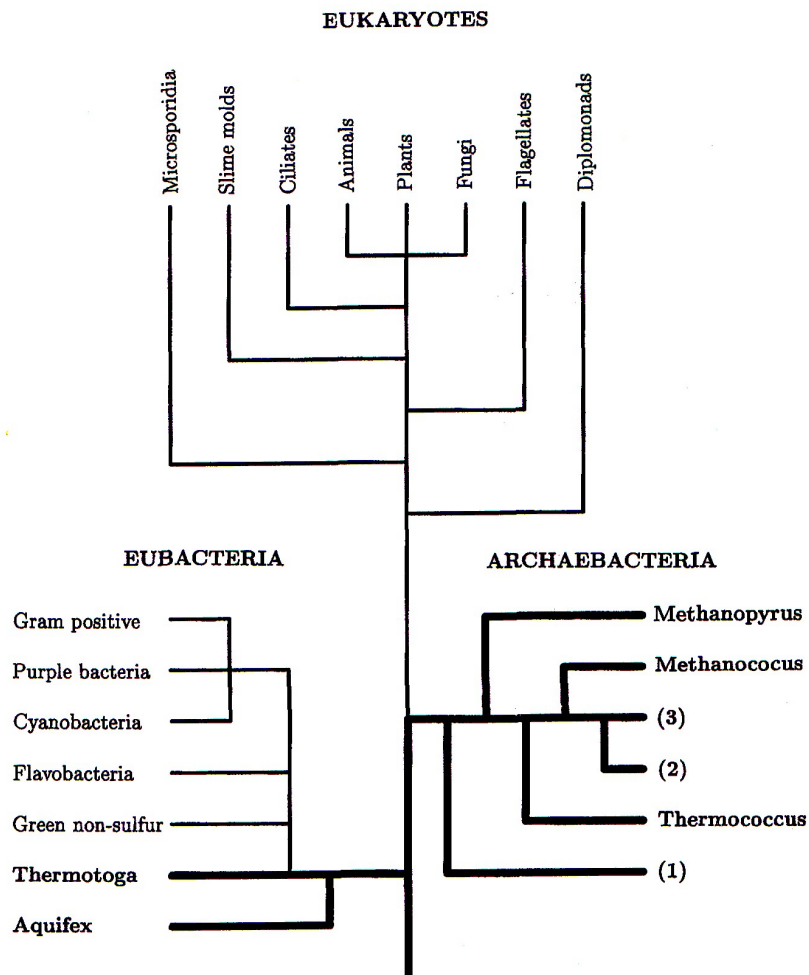 EUKARYOTES
Microsporidia
Slime molds
Ciliates
Animals
Plants
Fungi
Flagellates
Diplomonads
EUBACTERIA
Gram positive
Purple bacteria
Cyanobacteria
Flavobacteria
Green non-sulfur
Thermotoga
Aquifex
ARCHAEBACTERIA
Methanopyrus
Methanococus
(3)
(2)
Thermococcus
(1)